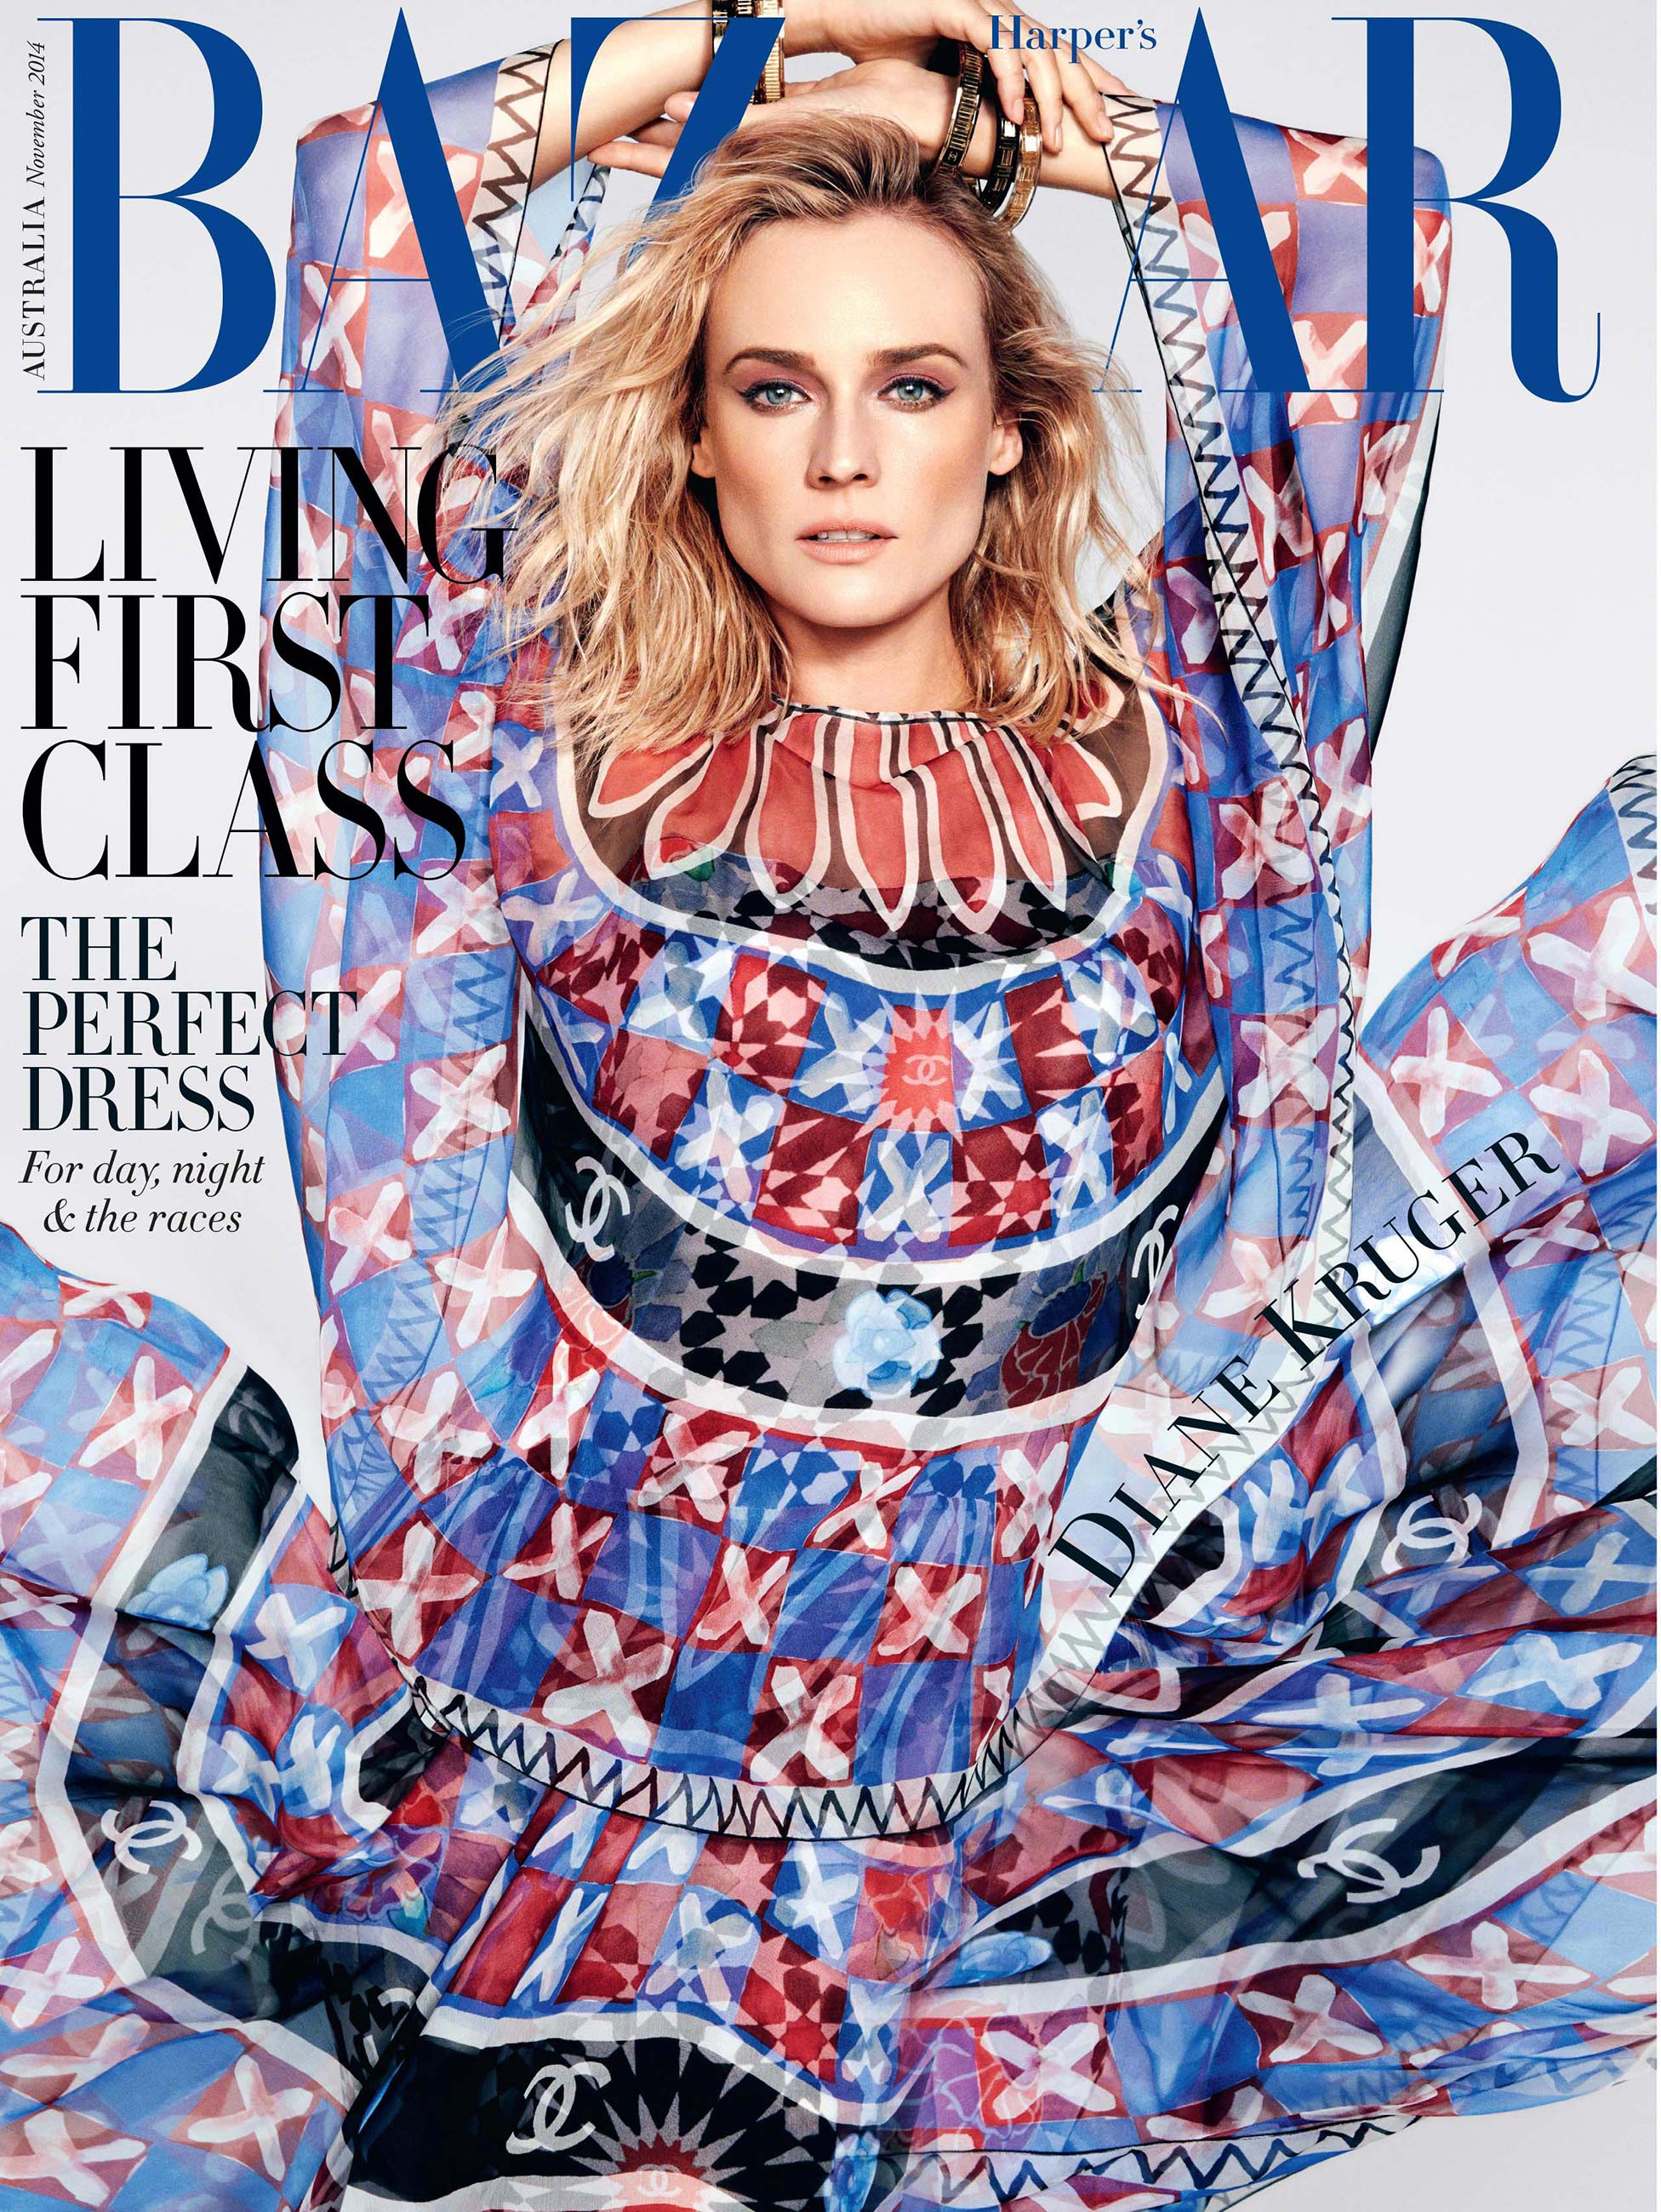 Harper's
BAZAAR
AUSTRALIA November 2014
LIVING
FIRST
CLASS
THE
PERFECT
DRESS
For day, night
& the races
DIANE KRUGER